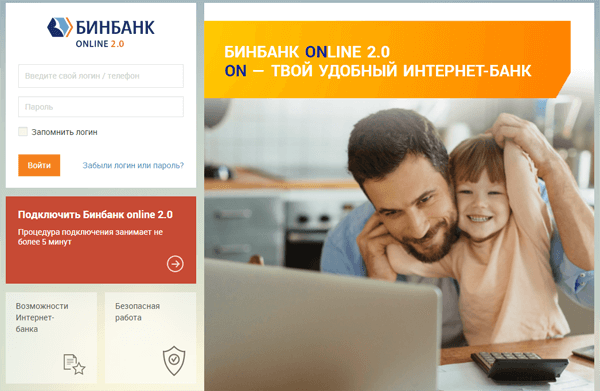 БИНБАНК
ONLINE 2.0
Введите свой логин / телефон
Пароль
Запомнить логин
Войти
Забыли логин или пароль?
Подключить Бинбанк online 2.0
Процедура подключения занимает не
более 5 минут
Возможности
Интернет-
банка
Безопасная
работа
БИНБАНК ONLINE 2.0
ON — ТВОЙ УДОБНЫЙ ИНТЕРНЕТ-БАНК